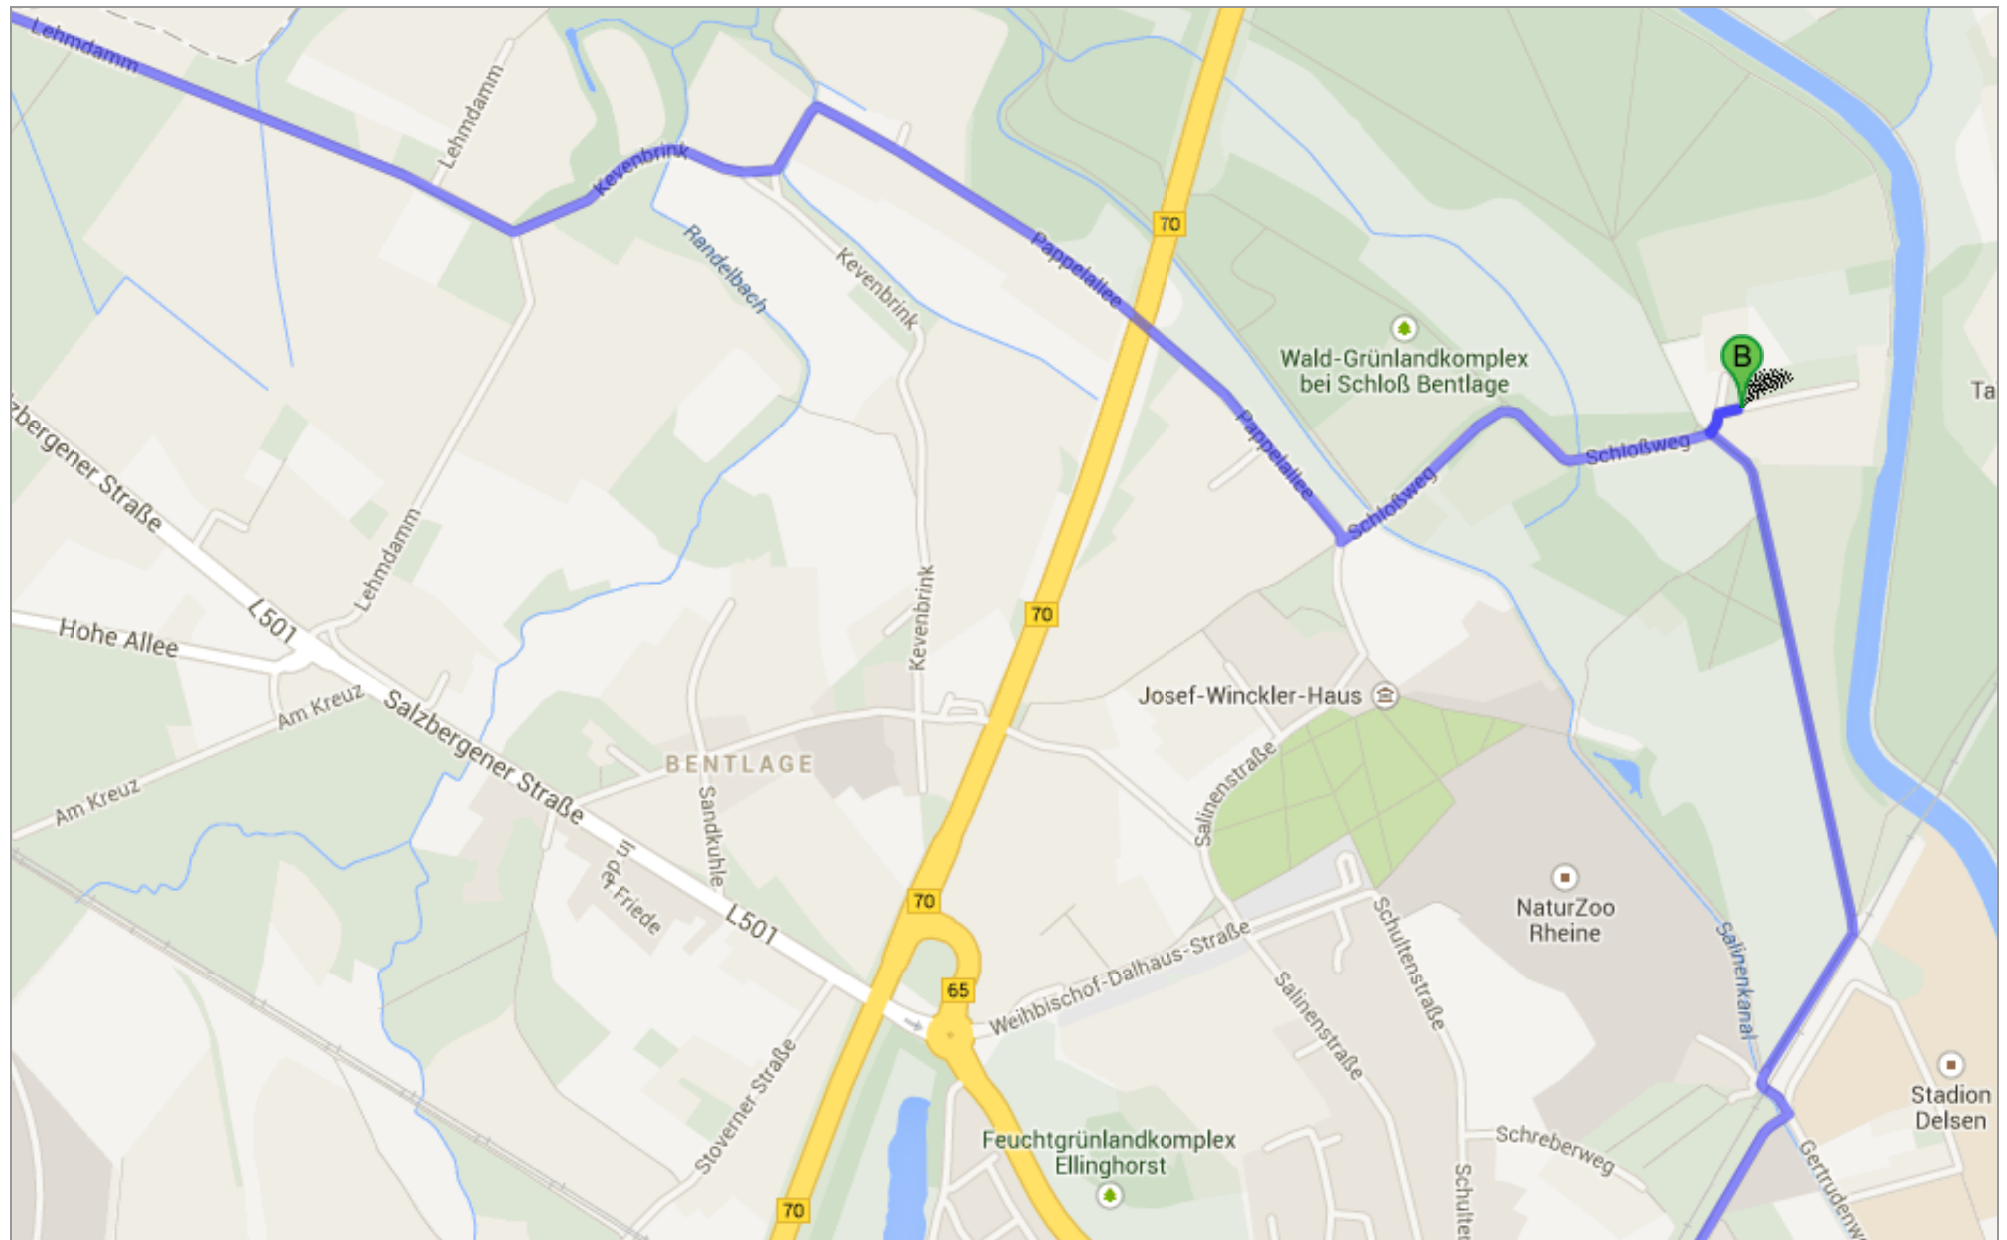 Lehmdamm
Lehmdamm
Kevenbrink
70
Randelbach
Pappelallee
Kevenbrink
Wald-Grünlandkomplex
bei Schloß Bentlage
B
Ta
zbergener Straße
Pappelallee
Schloßweg
Schloßweg
Lehmdamm
L501
Hohe Allee
Kevenbrink
70
Am Kreuz
Salzbergener Straße
Josef-Winckler-Haus
BENTLAGE
Am Kreuz
Sandkuhle
Salinenstraße
In der Friede
L501
70
NaturZoo
Rheine
Schultenstraße
Weihbischof-Dalhaus-Straße
Salinenkanal
65
Salinenstraße
Stoverner Straße
Stadion
Delsen
Feuchtgrünlandkomplex
Ellinghorst
Schreberweg
Gertrudenw
Schulter
70